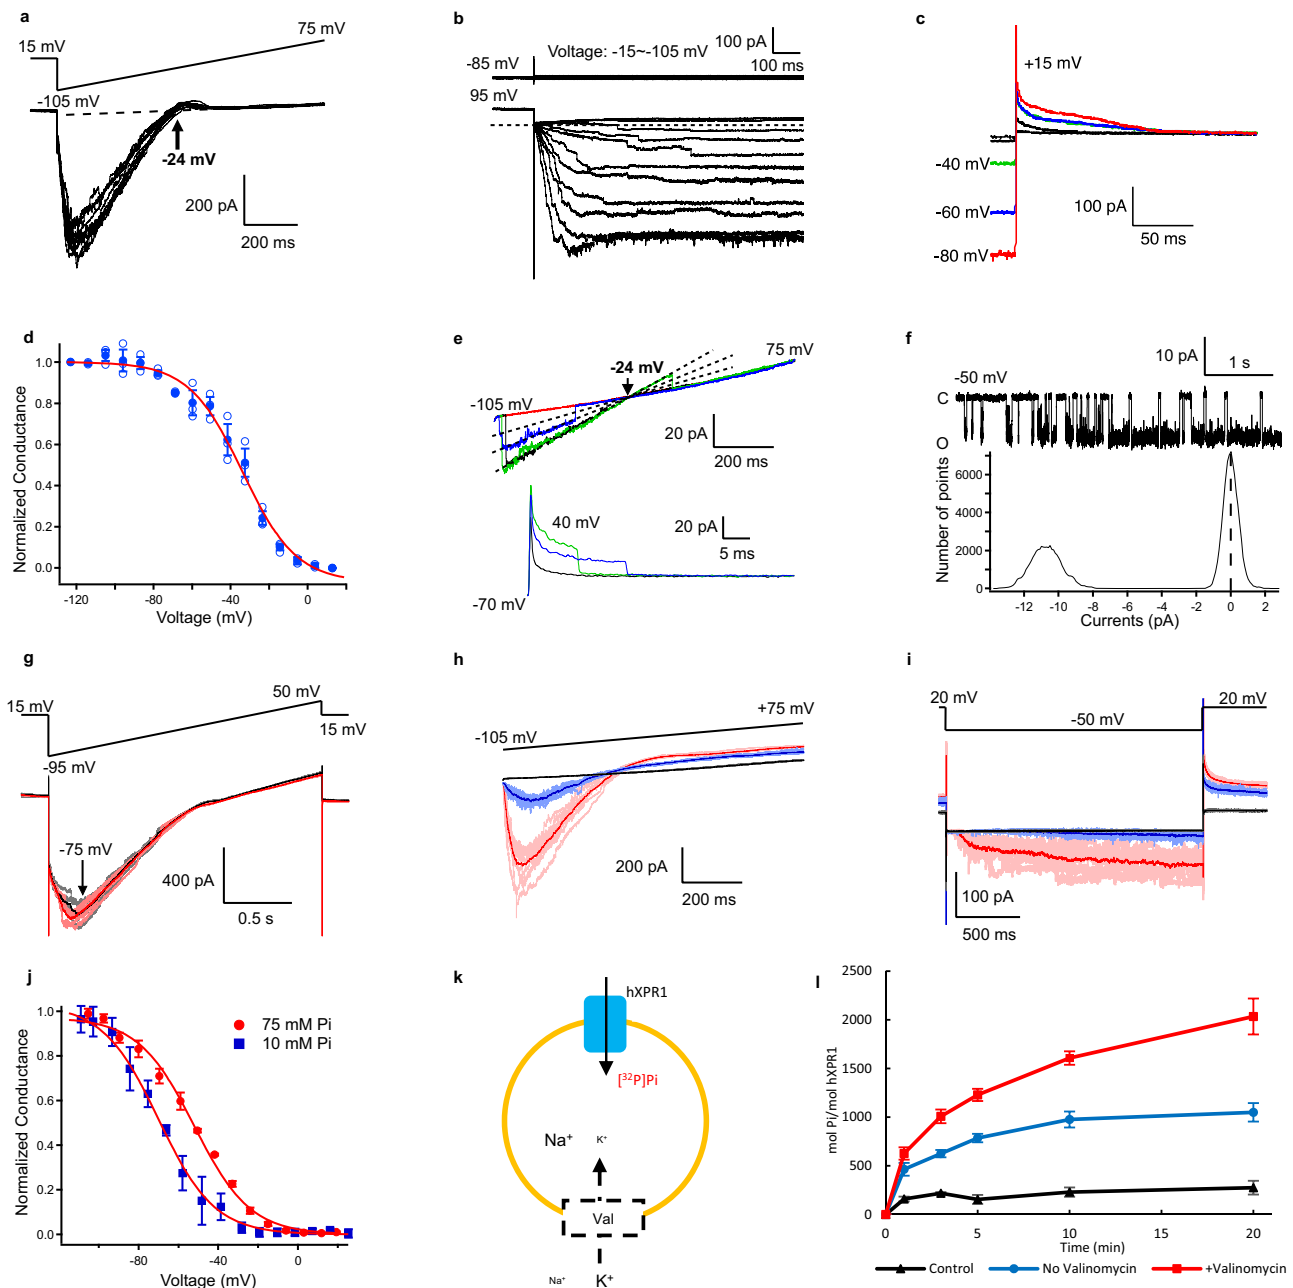 a
15 mV
75 mV
-105 mV
-24 mV
200 pA
200 ms
b
Voltage: -15~-105 mV
100 pA
100 ms
-85 mV
95 mV
c
+15 mV
-40 mV
-60 mV
-80 mV
100 pA
50 ms
d
Normalized Conductance
1.0
0.8
0.6
0.4
0.2
0.0
-120
-80
-40
0
Voltage (mV)
e
75 mV
-24 mV
-105 mV
20 pA
200 ms
40 mV
20 pA
5 ms
-70 mV
f
10 pA
1 s
-50 mV
C
O
Number of points
6000
4000
2000
0
-12
-10
-8
-6
-4
-2
0
2
Currents (pA)
g
50 mV
15 mV
15 mV
-95 mV
-75 mV
400 pA
0.5 s
h
+75 mV
-105 mV
200 pA
200 ms
i
20 mV
20 mV
-50 mV
100 pA
500 ms
j
Normalized Conductance
1.0
0.8
0.6
0.4
0.2
0.0
75 mM Pi
10 mM Pi
-80
-40
0
Voltage (mV)
k
hXPR1
[³²P]Pi
Na⁺
K⁺
Val
Na⁺
K⁺
l
mol Pi/mol hXPR1
2500
2000
1500
1000
500
0
0
5
10
15
20
Time (min)
Control
No Valinomycin
+Valinomycin